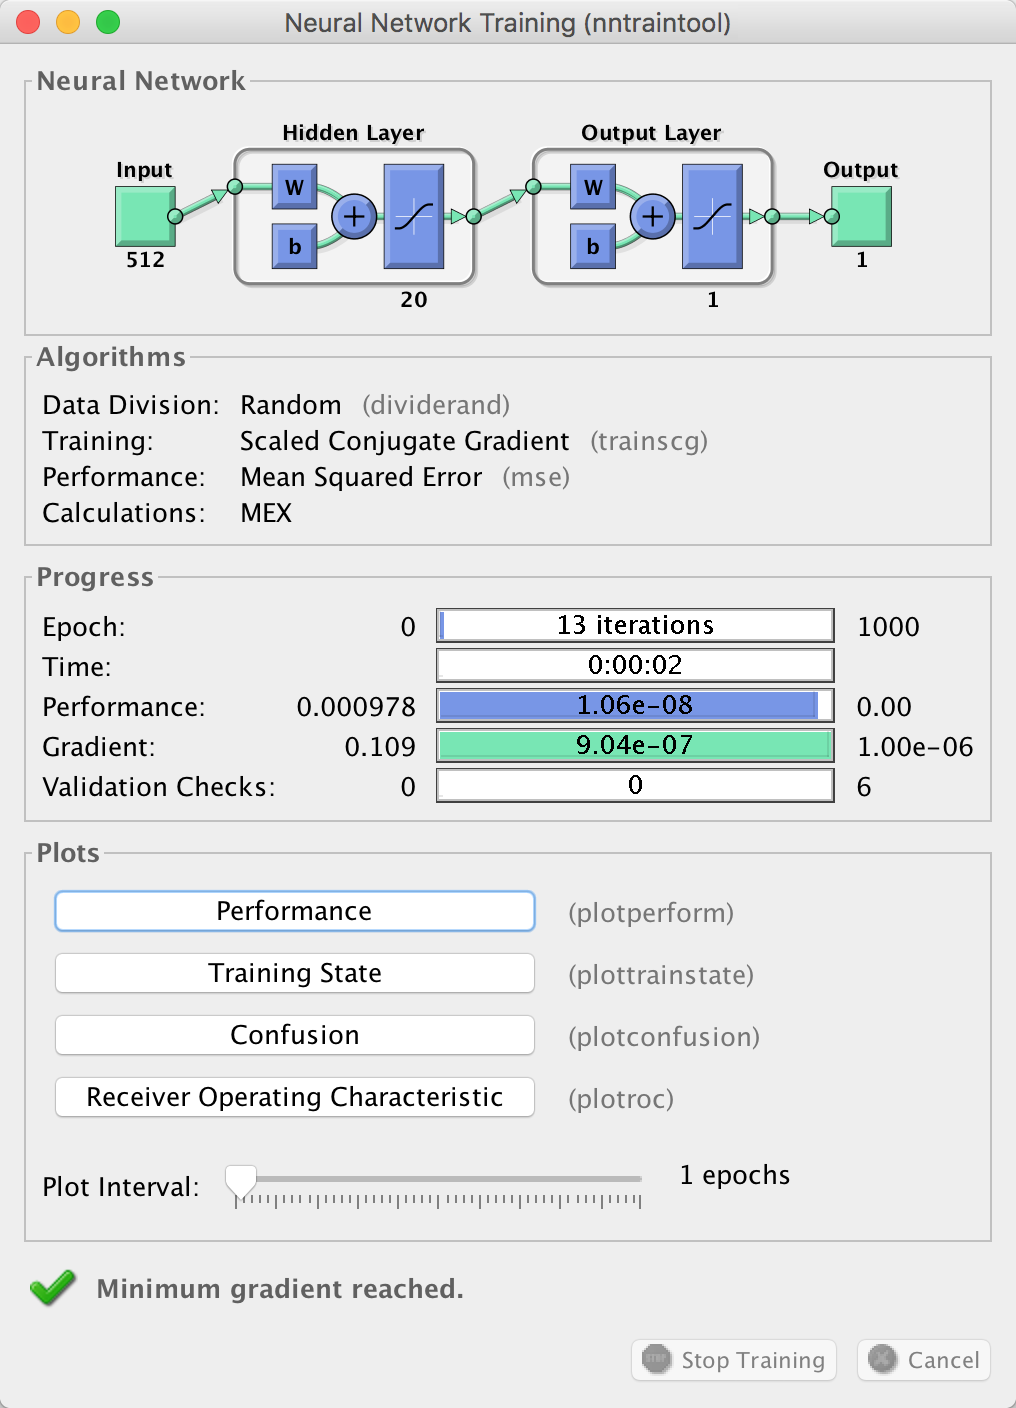 Neural Network Training (nntraintool)
Neural Network
Hidden Layer
Output Layer
Input
Output
W
W
b
b
512
1
20
1
Algorithms
Data Division: Random (dividerand)
Training: Scaled Conjugate Gradient (trainscg)
Performance: Mean Squared Error (mse)
Calculations: MEX
Progress
Epoch: 0 13 iterations 1000
Time: 0:00:02
Performance: 0.000978 1.06e-08 0.00
Gradient: 0.109 9.04e-07 1.00e-06
Validation Checks: 0 0 6
Plots
Performance (plotperform)
Training State (plottrainstate)
Confusion (plotconfusion)
Receiver Operating Characteristic (plotroc)
Plot Interval: 1 epochs
Minimum gradient reached.
STOP Stop Training Cancel